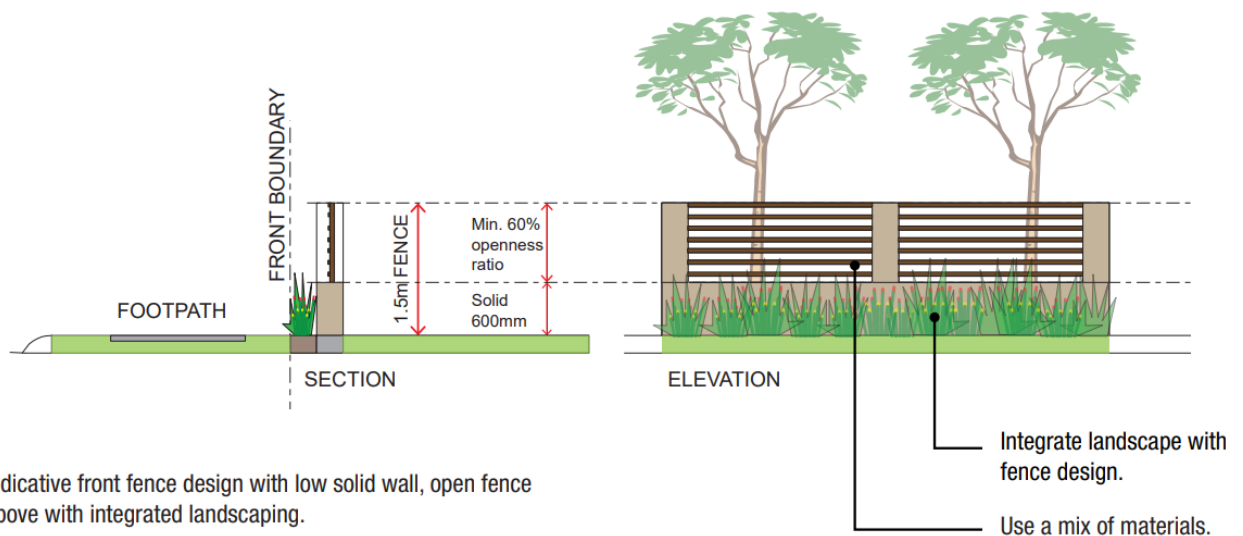 FRONT BOUNDARY
FOOTPATH
1.5m FENCE
Min. 60%
openness
ratio
Solid
600mm
SECTION
ELEVATION
Integrate landscape with
fence design.
Use a mix of materials.
dicative front fence design with low solid wall, open fence
ove with integrated landscaping.